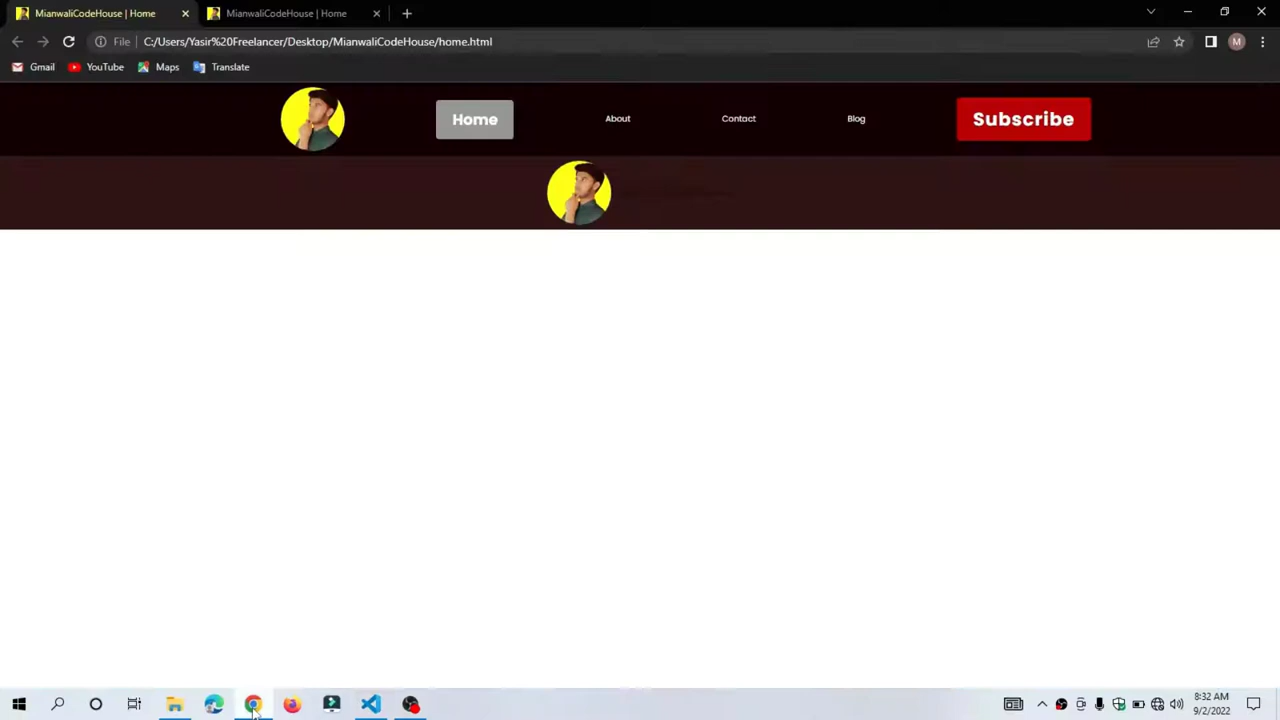 MianwaliCodeHouse | Home
MianwaliCodeHouse | Home
File
C:/Users/Yasir%20Freelancer/Desktop/MianwaliCodeHouse/home.html
M
Gmail
YouTube
Maps
Translate
Home
About
Contact
Blog
Subscribe
8:32 AM
9/2/2022